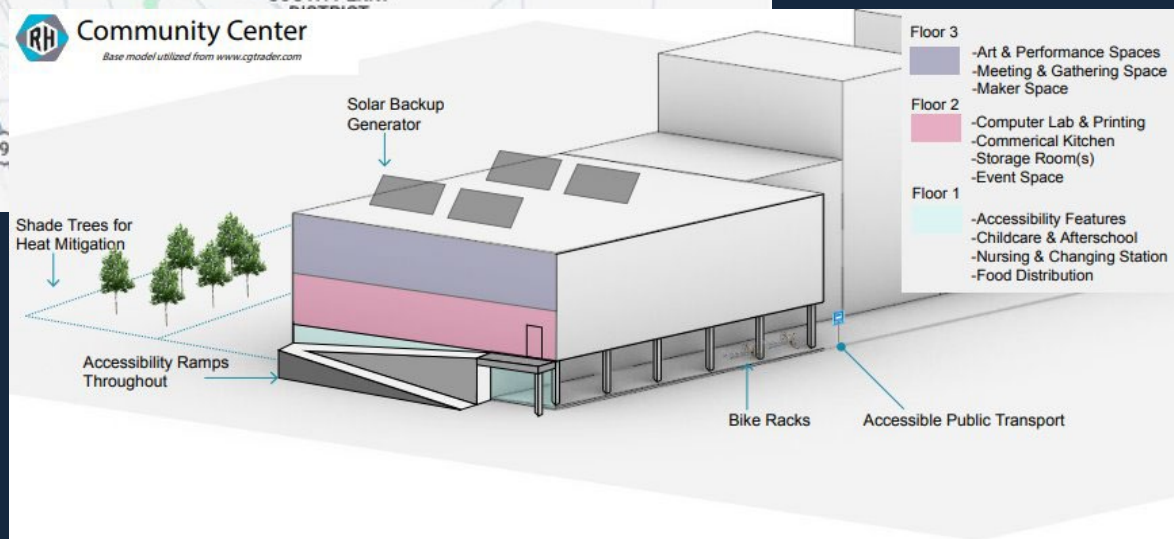 DISTRICT
RH
Community Center
Base model utilized from www.cgtrader.com
9
Solar Backup
Generator
Shade Trees for
Heat Mitigation
Accessibility Ramps
Throughout
Bike Racks
Accessible Public Transport
Floor 3
-Art & Performance Spaces
-Meeting & Gathering Space
-Maker Space
Floor 2
-Computer Lab & Printing
-Commerical Kitchen
-Storage Room(s)
-Event Space
Floor 1
-Accessibility Features
-Childcare & Afterschool
-Nursing & Changing Station
-Food Distribution